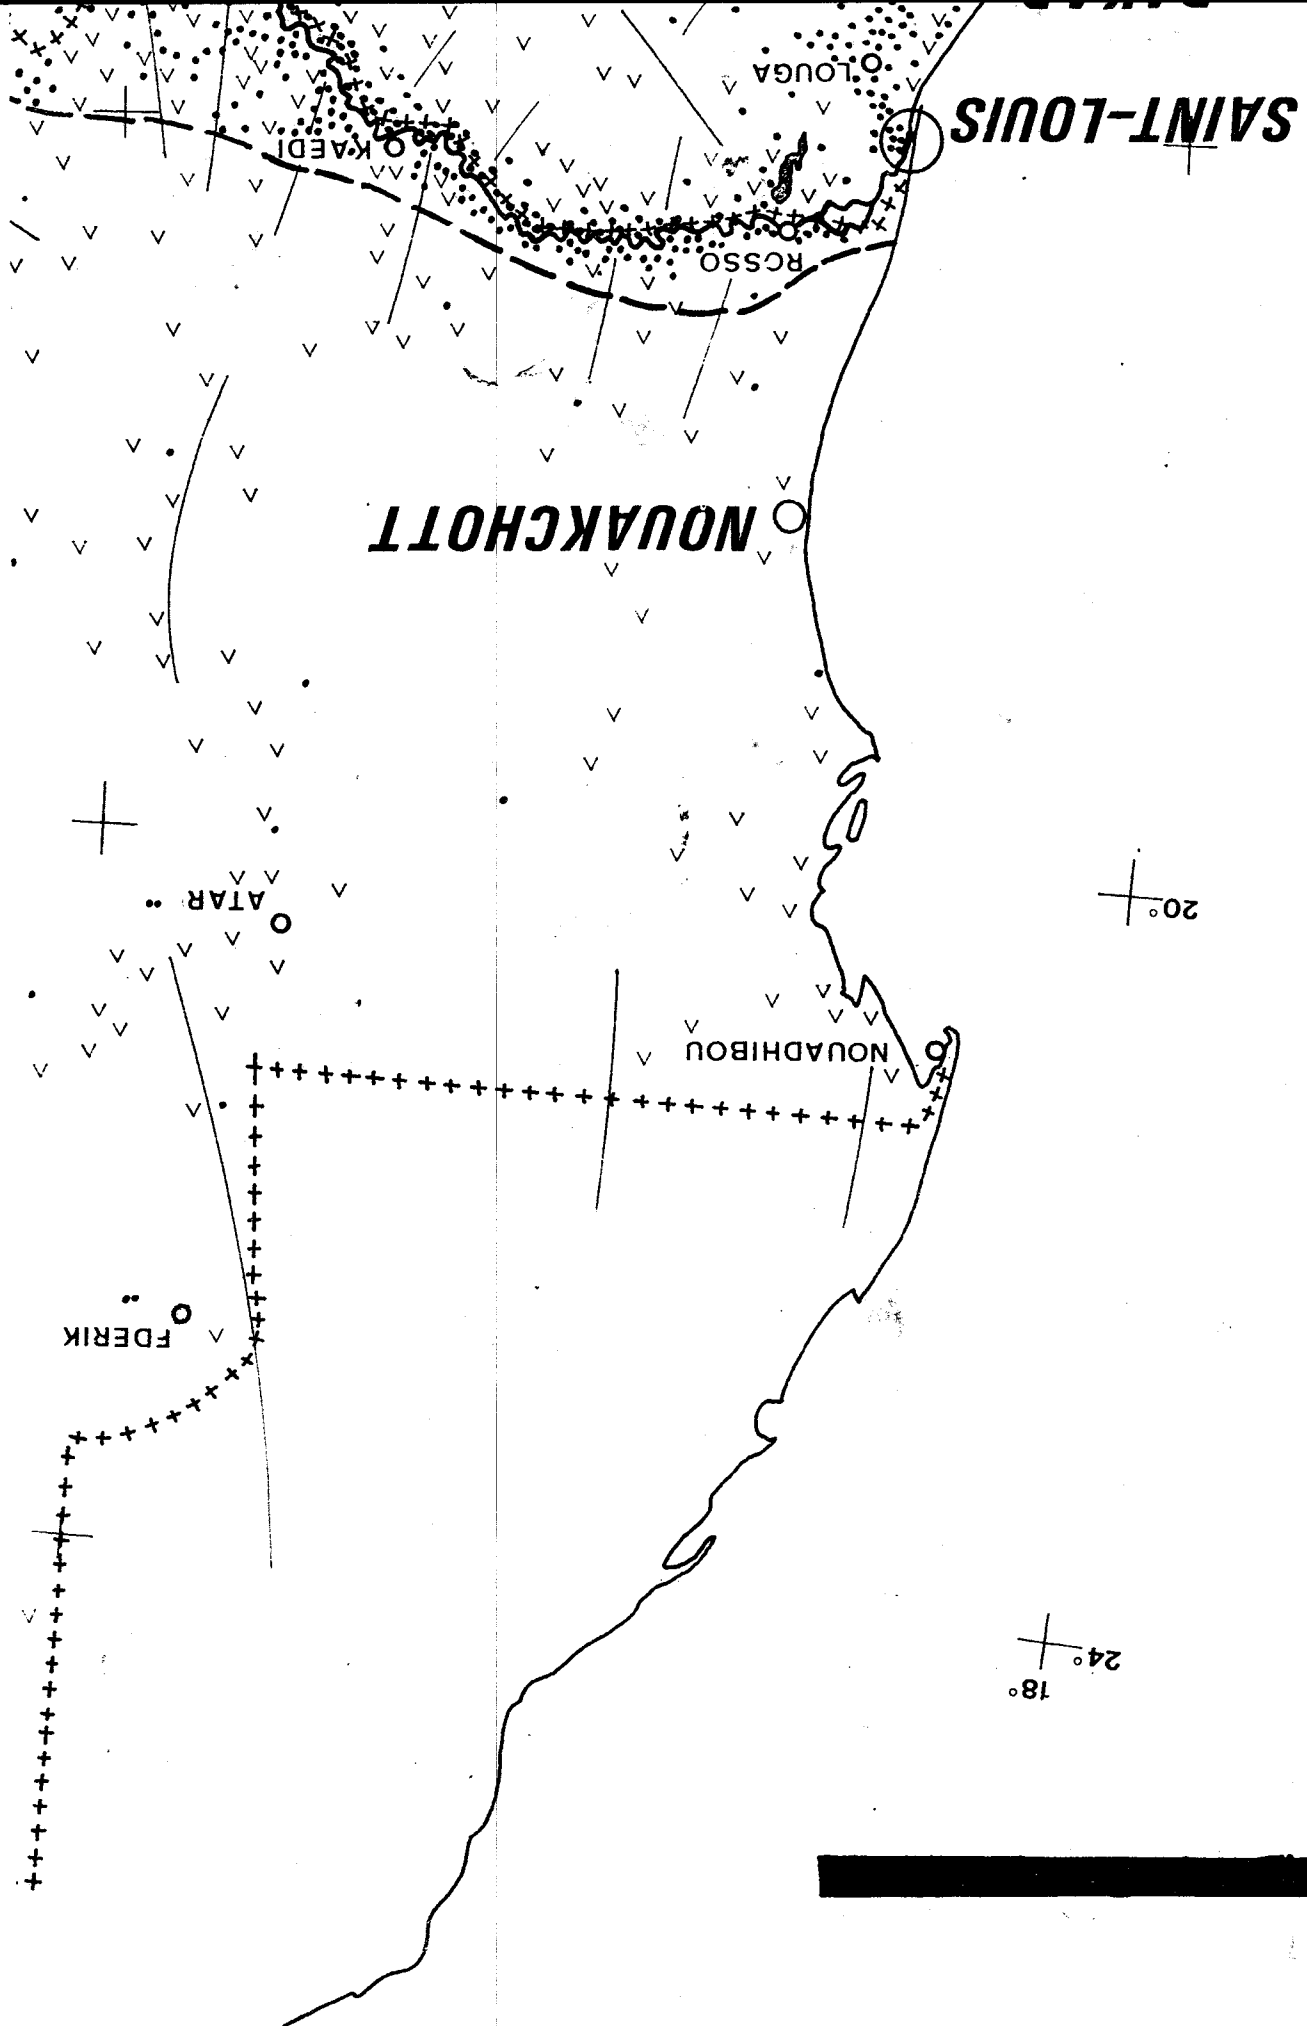 18°
24°
FDERIK
NOUADHIBOU
20°
ATAR
NOUAKCHOTT
ROSSO
KAEDI
SAINT-LOUIS
LOUGA